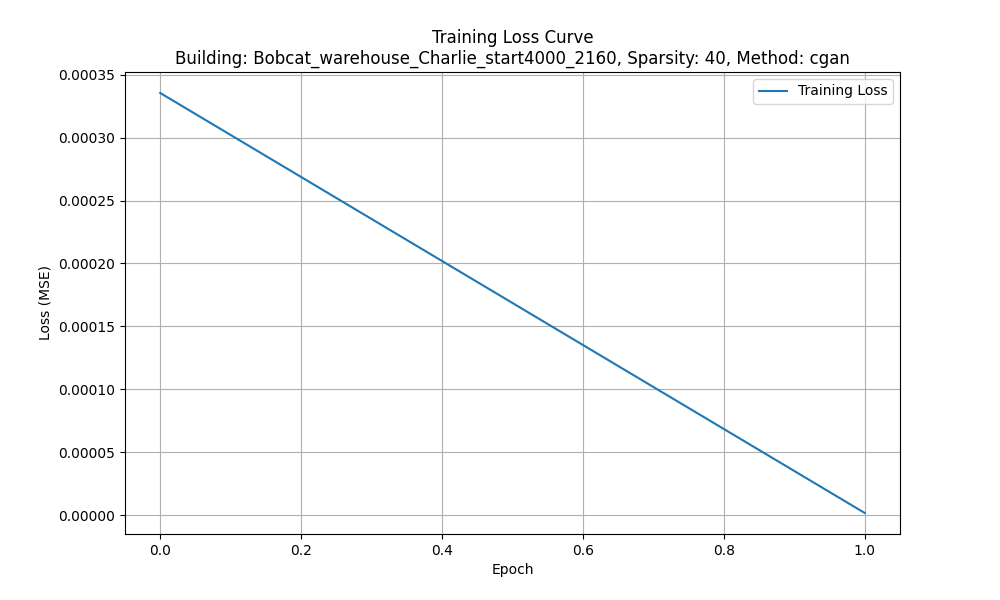 Training Loss Curve
Building: Bobcat_warehouse_Charlie_start4000_2160, Sparsity: 40, Method: cgan
Training Loss
0.00035
0.00030
0.00025
0.00020
0.00015
0.00010
0.00005
0.00000
Loss (MSE)
0.0 0.2 0.4 0.6 0.8 1.0
Epoch